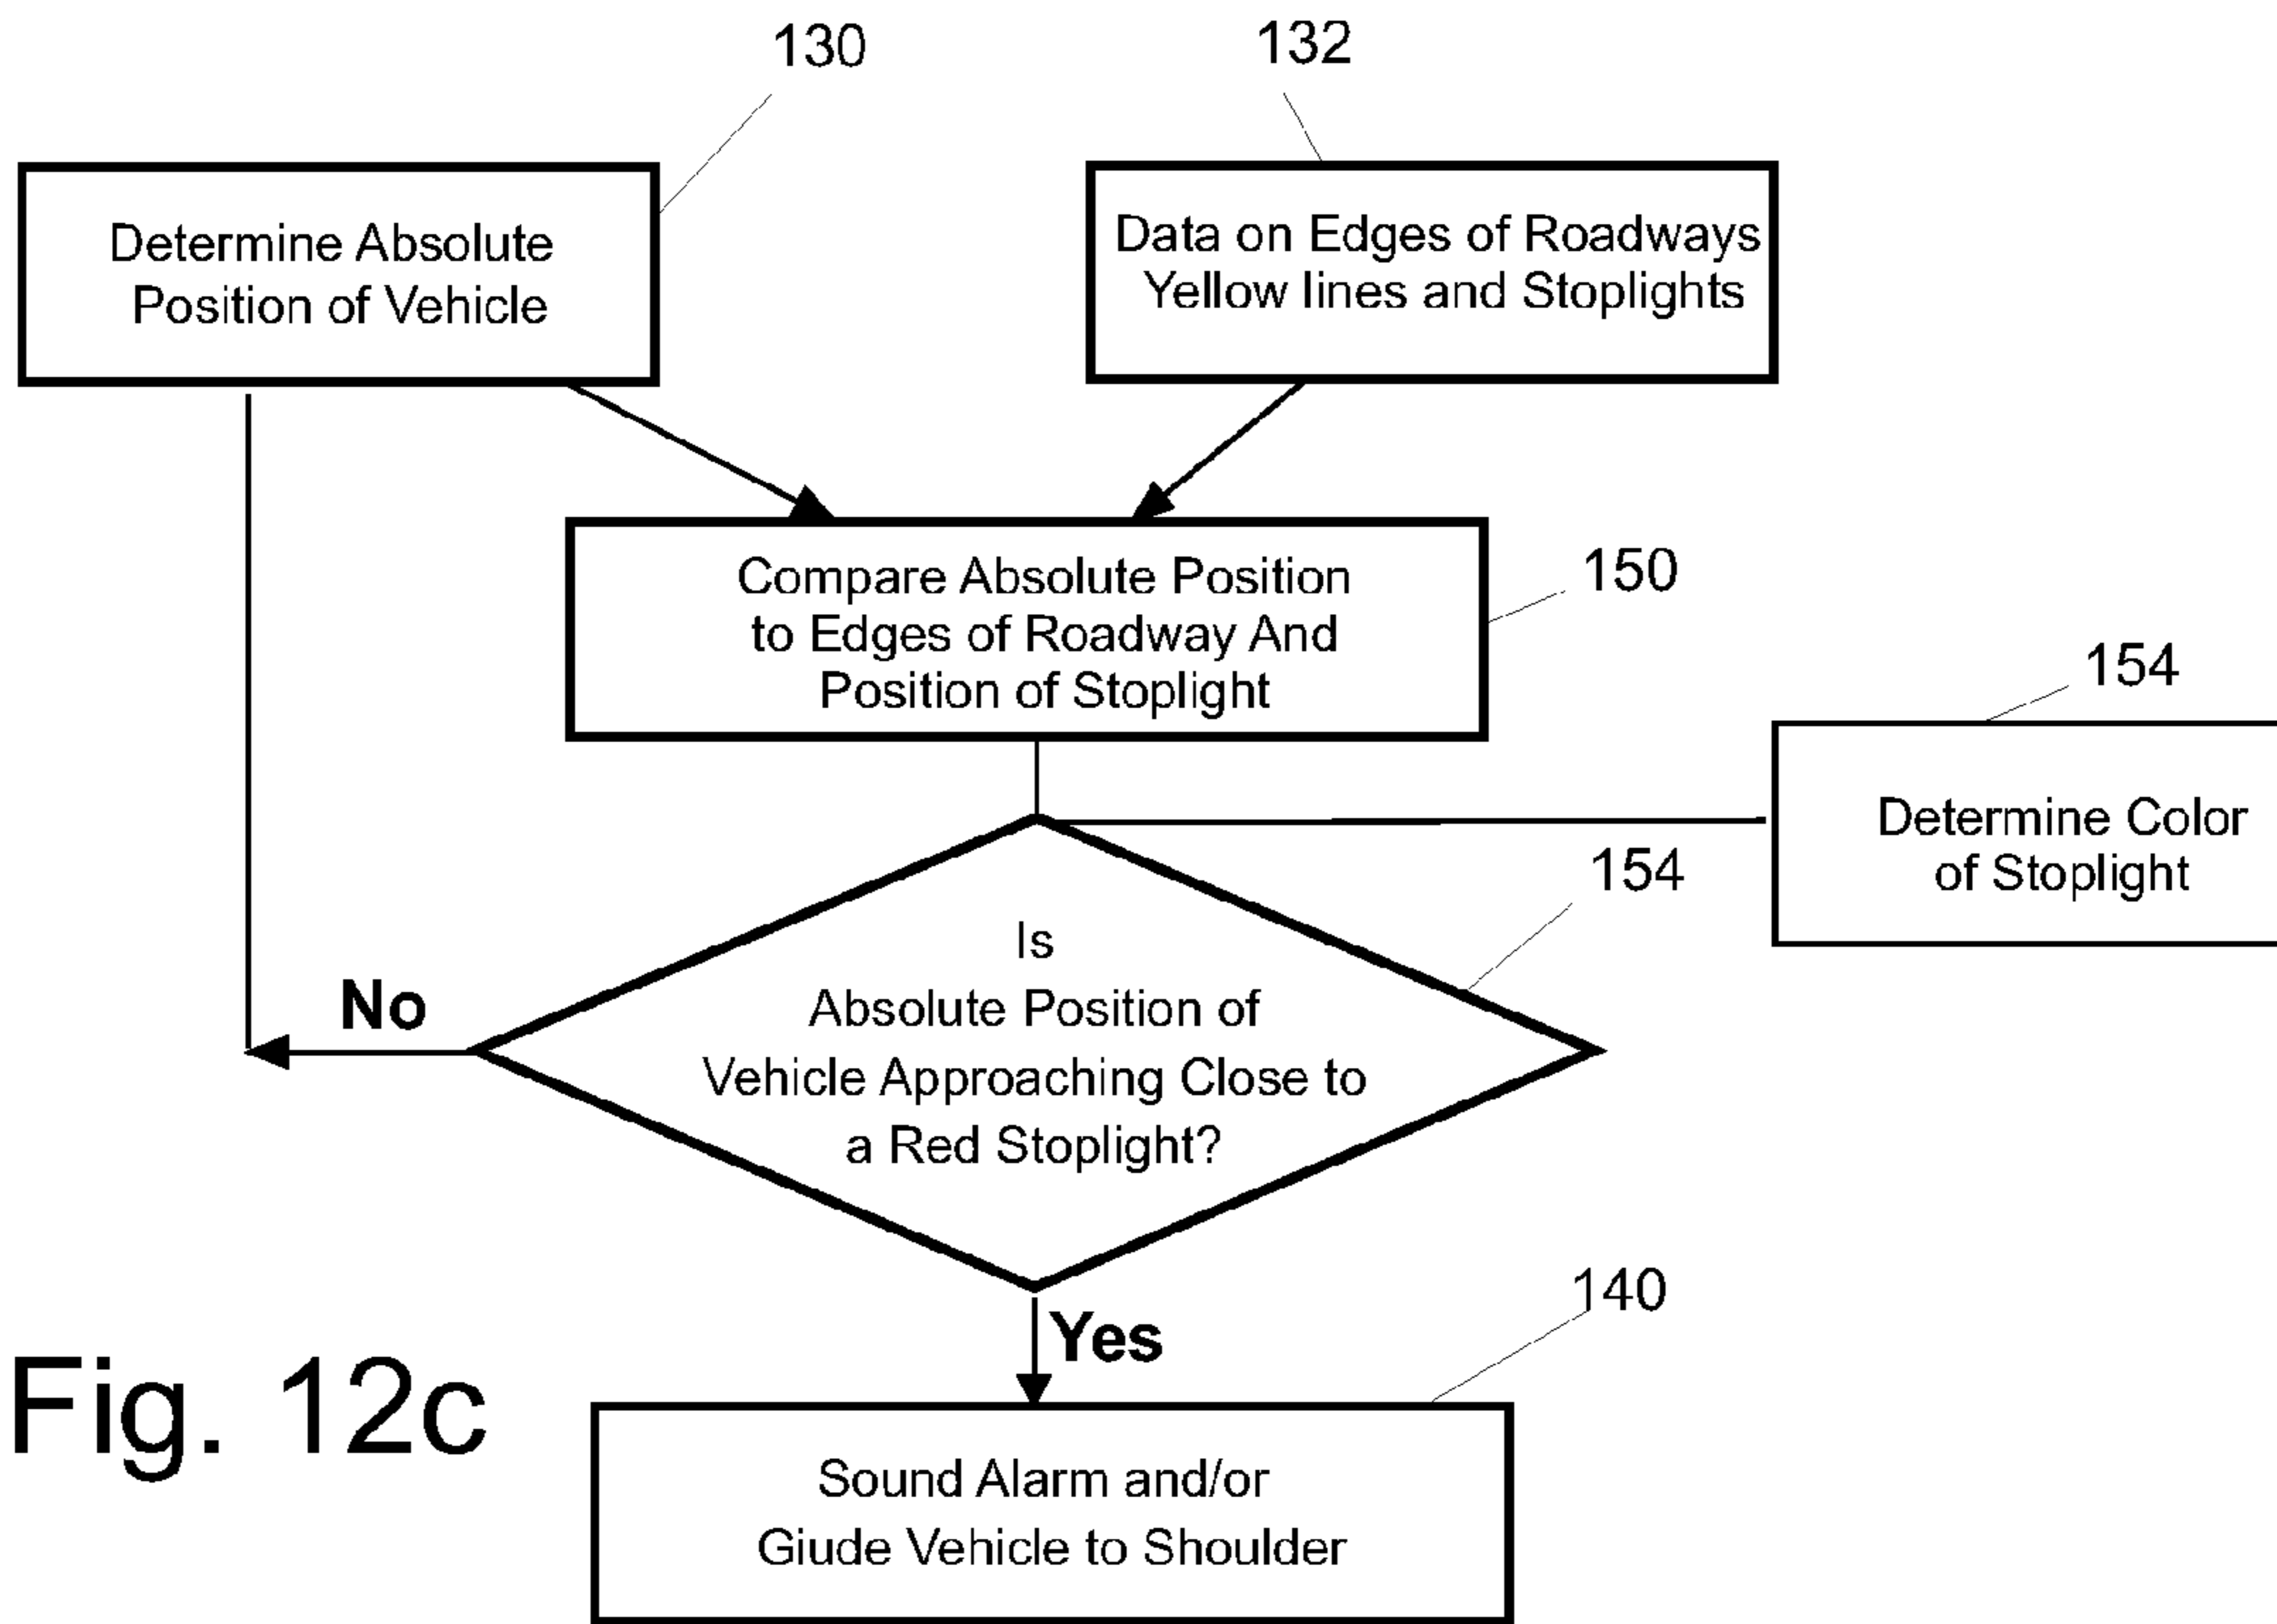 130
132
Determine Absolute
Position of Vehicle
Data on Edges of Roadways
Yellow lines and Stoplights
Compare Absolute Position
to Edges of Roadway And
Position of Stoplight
150
154
Determine Color
of Stoplight
154
Is
Absolute Position of
Vehicle Approaching Close to
a Red Stoplight?
No
Yes
140
Sound Alarm and/or
Giude Vehicle to Shoulder
Fig. 12c